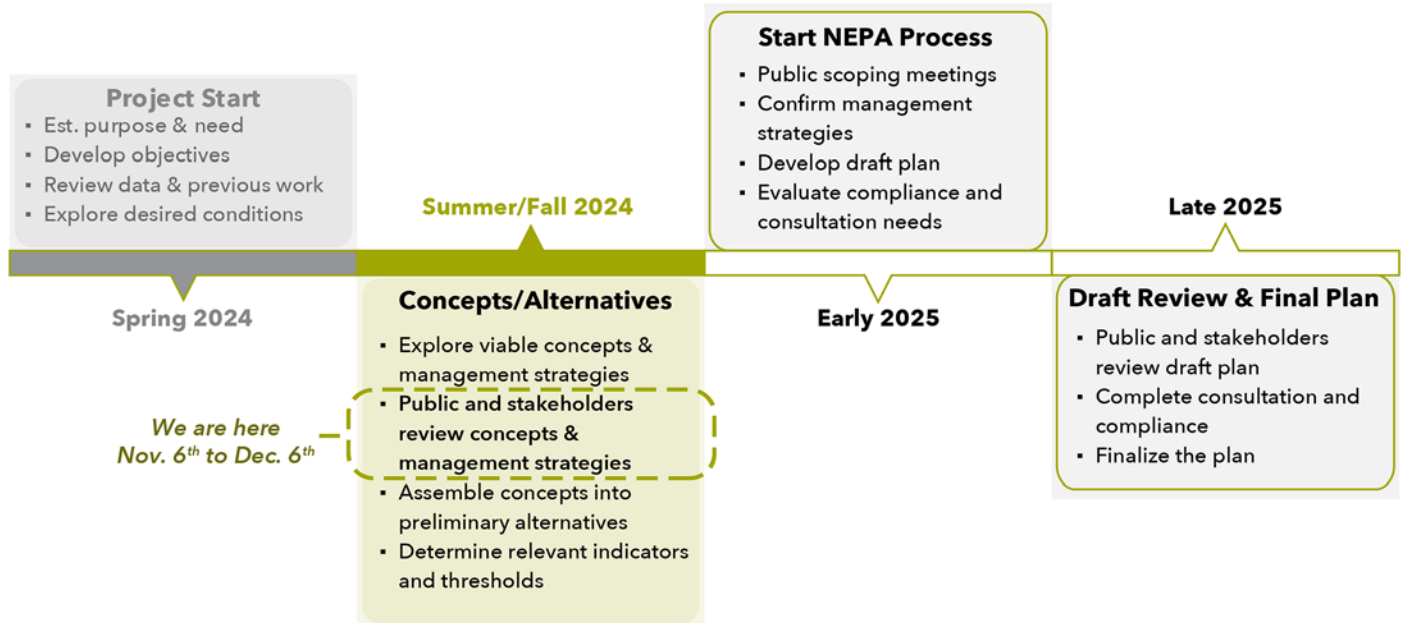 Project Start
▪ Est. purpose & need
▪ Develop objectives
▪ Review data & previous work
▪ Explore desired conditions
Spring 2024
Summer/Fall 2024
Concepts/Alternatives
▪ Explore viable concepts &
management strategies
▪ Public and stakeholders
review concepts &
management strategies
▪ Assemble concepts into
preliminary alternatives
▪ Determine relevant indicators
and thresholds
We are here
Nov. 6th to Dec. 6th
Start NEPA Process
▪ Public scoping meetings
▪ Confirm management
strategies
▪ Develop draft plan
▪ Evaluate compliance and
consultation needs
Early 2025
Late 2025
Draft Review & Final Plan
▪ Public and stakeholders
review draft plan
▪ Complete consultation and
compliance
▪ Finalize the plan